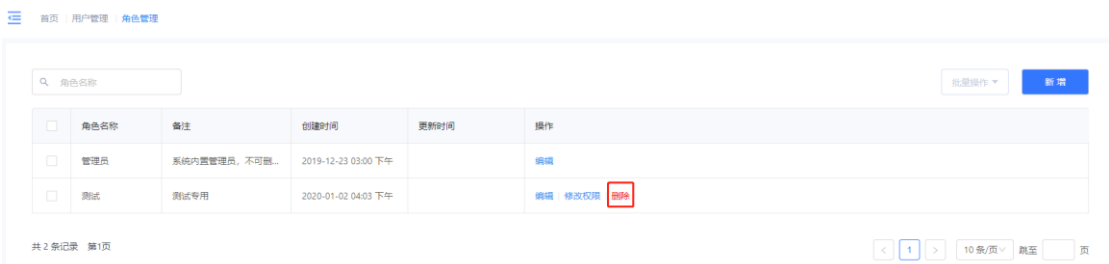 首页 用户管理 角色管理
角色名称 批量操作 新增
角色名称 备注 创建时间 更新时间 操作
管理员 系统内置管理员，不可删... 2019-12-23 03:00 下午 编辑
测试 测试专用 2020-01-02 04:03 下午 编辑 修改权限 删除
共 2 条记录 第1页 < 1 > 10 条/页 跳至 页